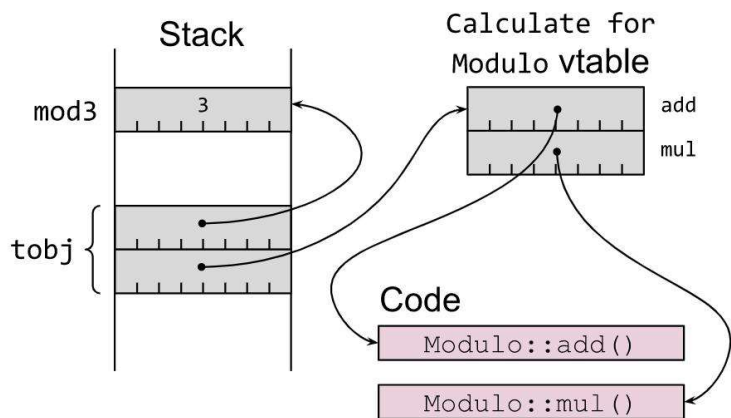 Stack
Calculate for
Modulo vtable
mod3
3
add
mul
tobj
Code
Modulo::add()
Modulo::mul()